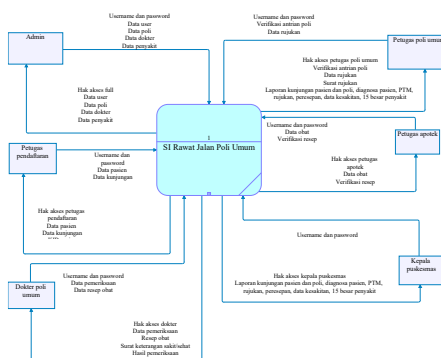 Username dan password
Data user
Data poli
Data dokter
Data penyakit
Username dan password
Verifikasi antrian poli
Data rujukan
Admin
Petugas poli umum
Hak akses petugas poli umum
Verifikasi antrian poli
Data rujukan
Surat rujukan
Laporan kunjungan pasien dan poli, diagnosa pasien, PTM,
rujukan, peresepan, data kesakitan, 15 besar penyakit
Hak akses full
Data user
Data poli
Data dokter
Data penyakit
1
SI Rawat Jalan Poli Umum
Username dan password
Data obat
Verifikasi resep
Petugas apotek
Petugas
pendaftaran
Username dan
password
Data pasien
Data kunjungan
Hak akses petugas
apotek
Data obat
Verifikasi resep
Hak akses petugas
pendaftaran
Data pasien
Data kunjungan
Username dan password
Kepala
puskesmas
Username dan password
Data pemeriksaan
Data resep obat
Dokter poli
umum
Hak akses kepala puskesmas
Laporan kunjungan pasien dan poli, diagnosa pasien, PTM,
rujukan, peresepan, data kesakitan, 15 besar penyakit
Hak akses dokter
Data pemeriksaan
Resep obat
Surat keterangan sakit/sehat
Hasil pemeriksaan